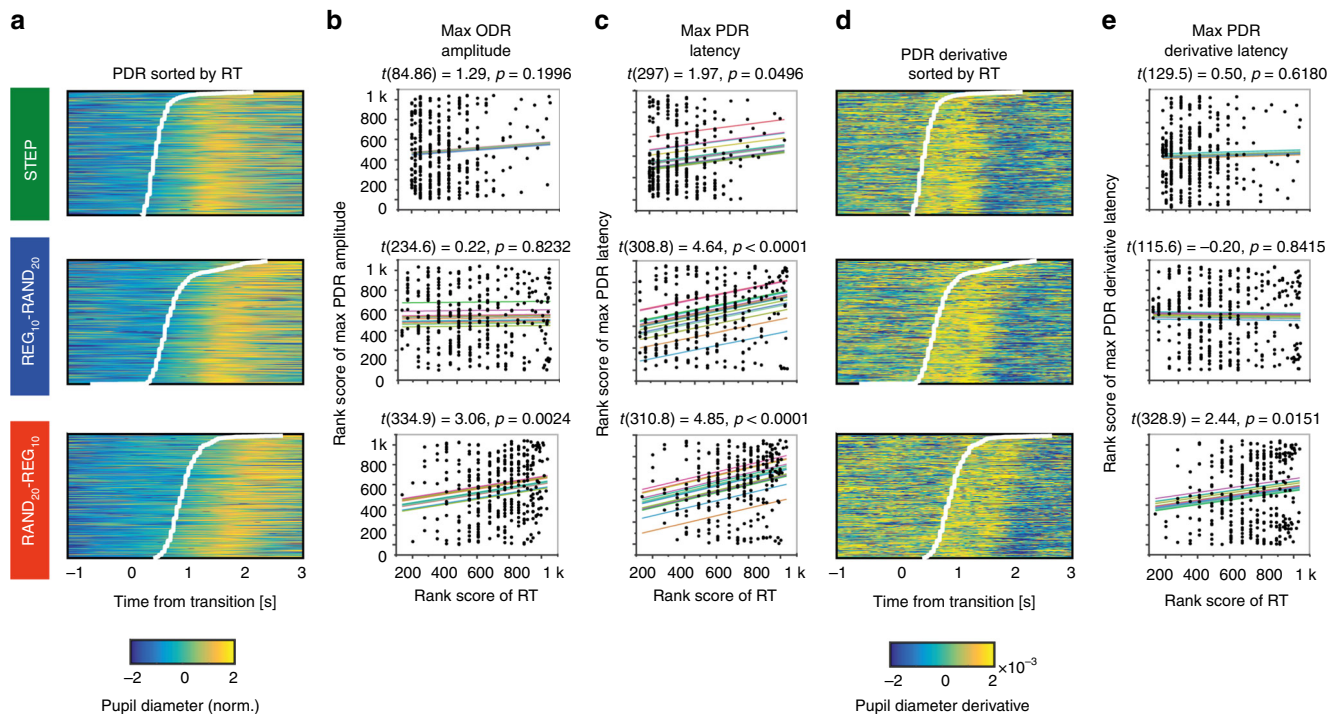 a
b
c
d
e
PDR sorted by RT
Max ODR
amplitude
Max PDR
latency
PDR derivative
sorted by RT
Max PDR
derivative latency
STEP
t(84.86) = 1.29, p = 0.1996
t(297) = 1.97, p = 0.0496
t(129.5) = 0.50, p = 0.6180
1 k
800
600
400
200
0
REG10-RAND20
t(234.6) = 0.22, p = 0.8232
t(308.8) = 4.64, p < 0.0001
t(115.6) = −0.20, p = 0.8415
1 k
800
600
400
200
0
Rank score of max PDR amplitude
Rank score of max PDR latency
Rank score of max PDR derivative latency
RAND20-REG10
t(334.9) = 3.06, p = 0.0024
t(310.8) = 4.85, p < 0.0001
t(328.9) = 2.44, p = 0.0151
1 k
800
600
400
200
0
−1 0 1 2 3
200 400 600 800 1 k
200 400 600 800 1 k
−1 0 1 2 3
200 400 600 800 1 k
Time from transition [s]
Rank score of RT
Rank score of RT
Time from transition [s]
Rank score of RT
−2 0 2
Pupil diameter (norm.)
−2 0 2 ×10−3
Pupil diameter derivative